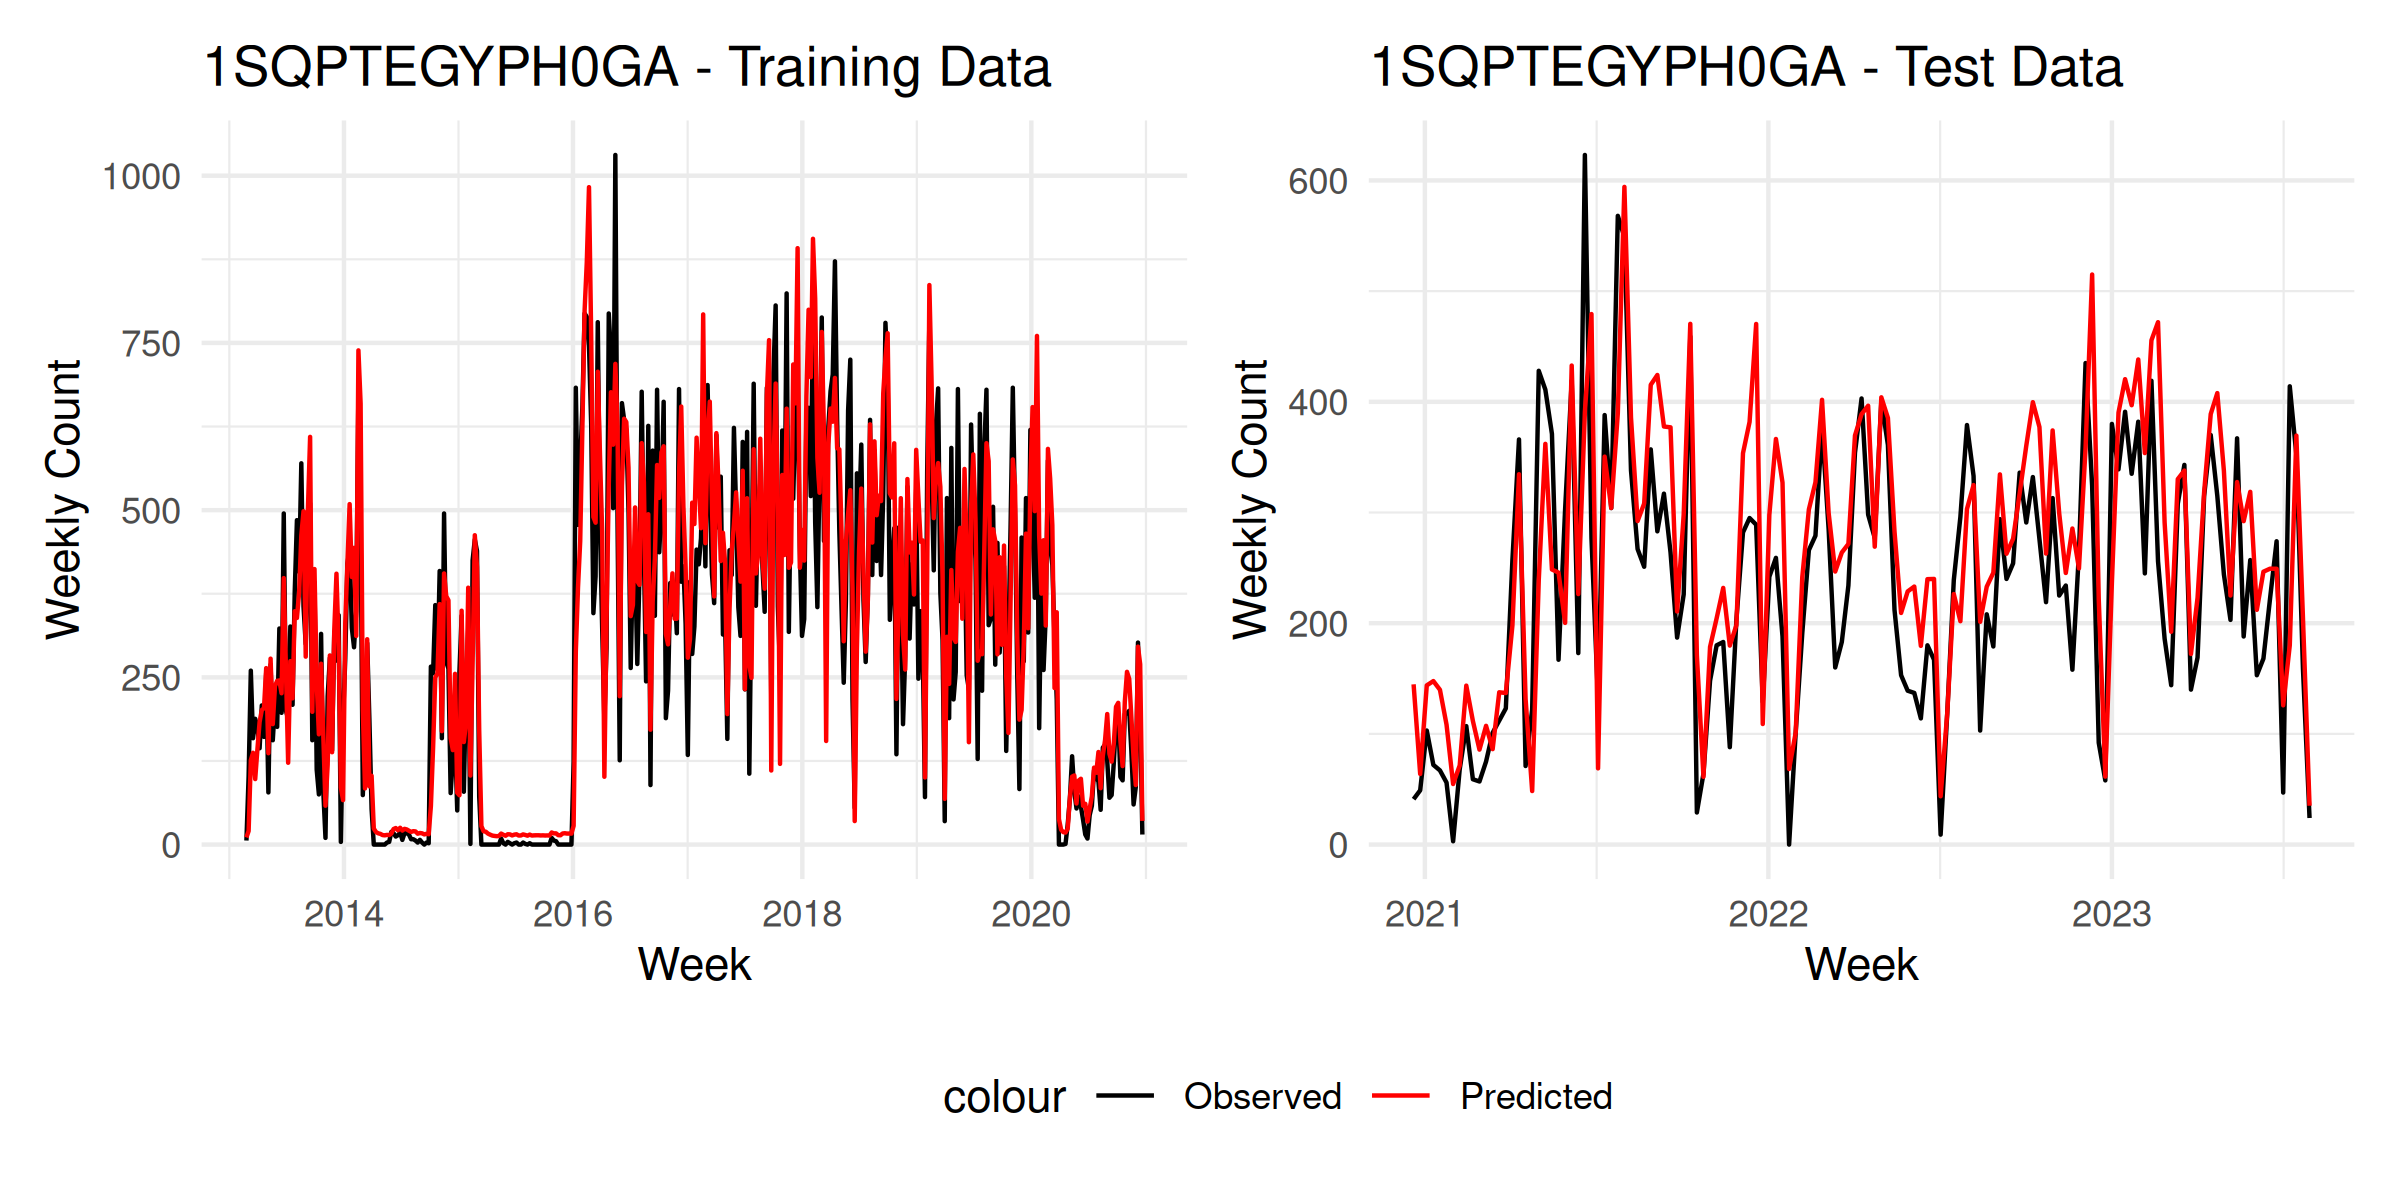 1SQPTEGYPH0GA - Training Data
Weekly Count
1000
750
500
250
0
2014 2016 2018 2020
Week
1SQPTEGYPH0GA - Test Data
Weekly Count
600
400
200
0
2021 2022 2023
Week
colour Observed Predicted